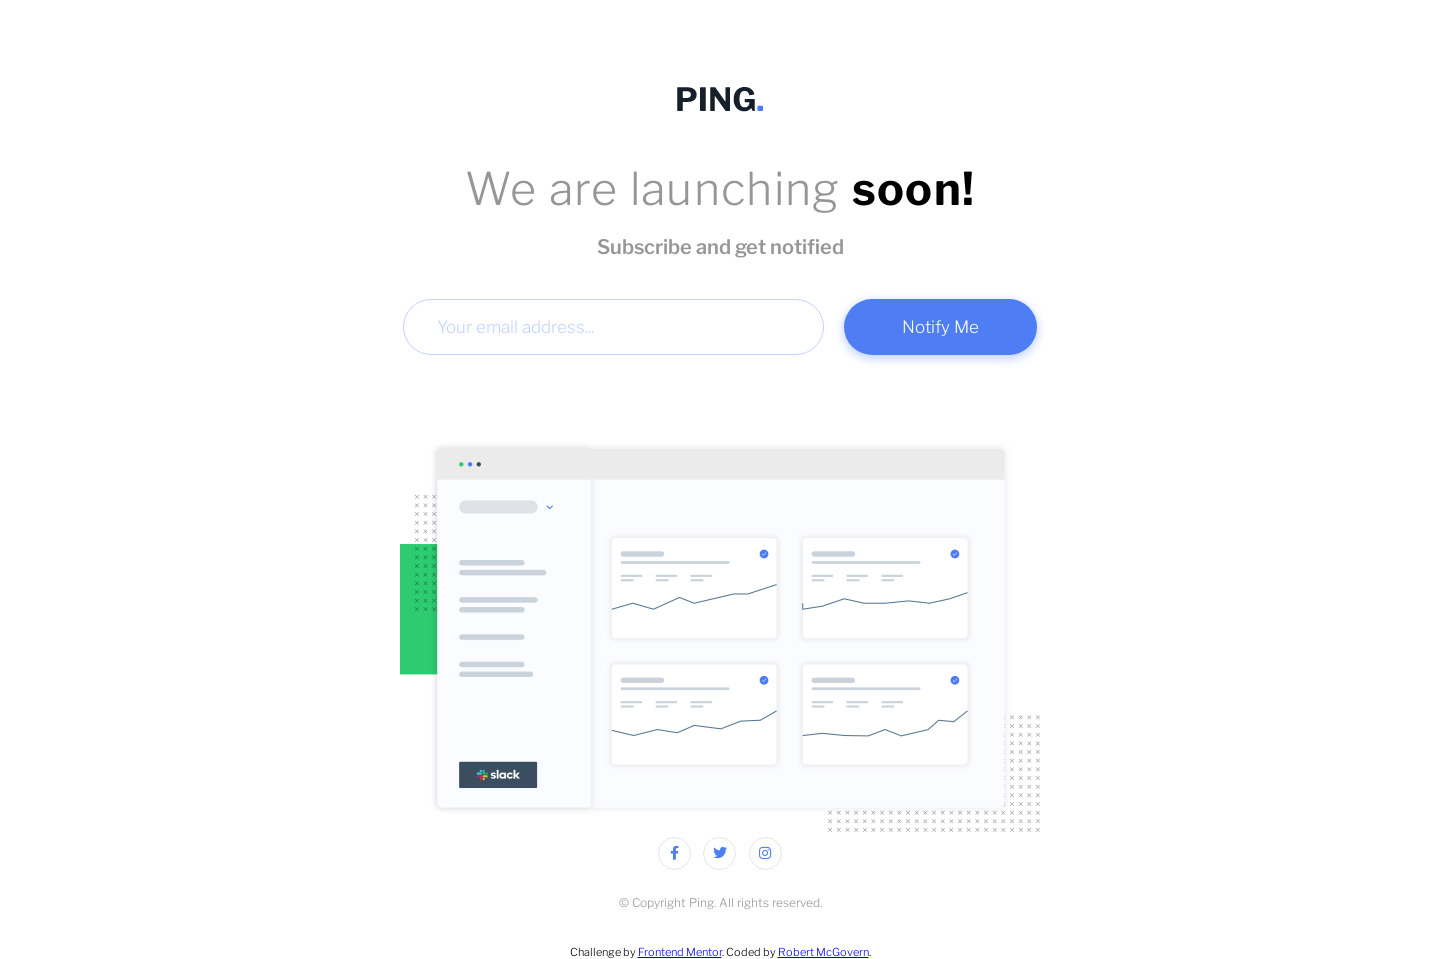 PING.
We are launching soon!
Subscribe and get notified
Your email address...
Notify Me
slack
© Copyright Ping. All rights reserved.
Challenge by Frontend Mentor. Coded by Robert McGovern.